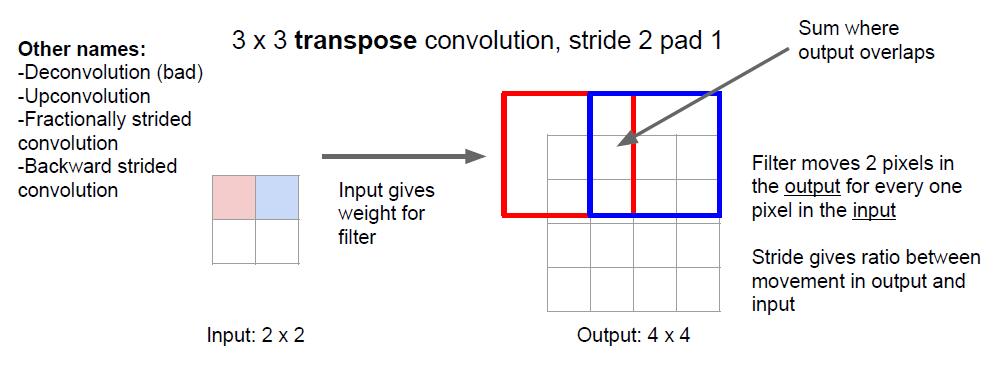 3 x 3 transpose convolution, stride 2 pad 1
Other names:
-Deconvolution (bad)
-Upconvolution
-Fractionally strided
convolution
-Backward strided
convolution
Input: 2 x 2
Input gives
weight for
filter
Sum where
output overlaps
Output: 4 x 4
Filter moves 2 pixels in
the output for every one
pixel in the input
Stride gives ratio between
movement in output and
input